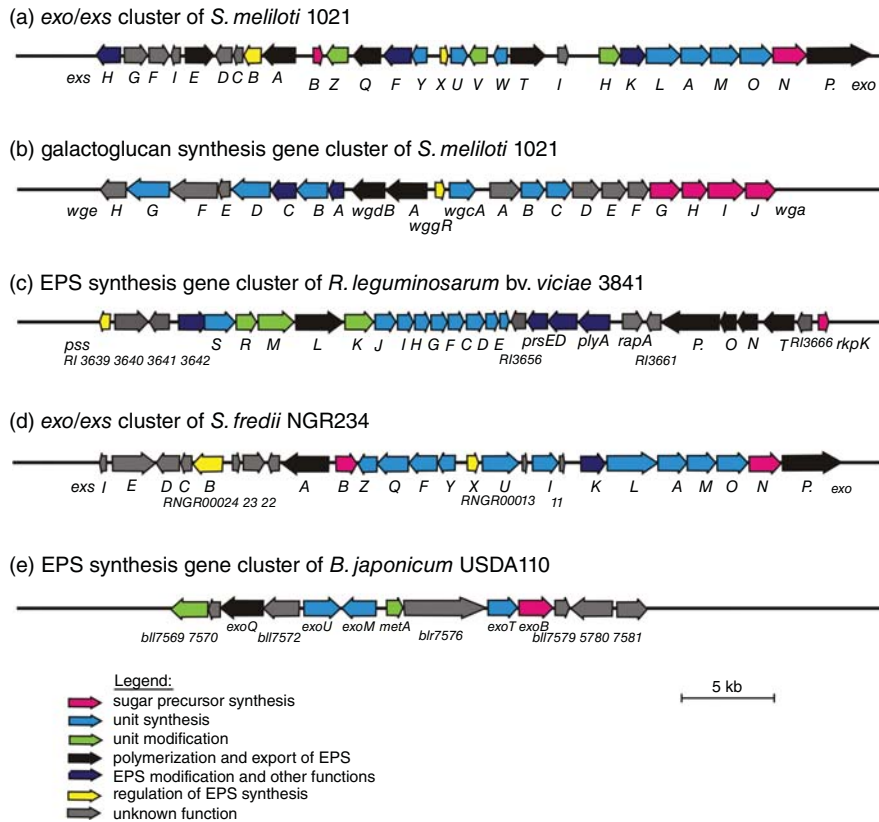 (a) exo/exs cluster of S. meliloti 1021
exs H G F I E D C B A B Z Q F Y X U V W T I H K L A M O N P. exo
(b) galactoglucan synthesis gene cluster of S. meliloti 1021
wge H G F E D C B A wgdB A wggR wgcA A B C D E F G H I J wga
(c) EPS synthesis gene cluster of R. leguminosarum bv. viciae 3841
pss S R M L K J I H G F C D E prsED plyA rapA P. O N T RI3666 rkpK
RI 3639 3640 3641 3642 RI3656 RI3661
(d) exo/exs cluster of S. fredii NGR234
exs I E D C B A B Z Q F Y X U I K L A M O N P. exo
RNGR00024 23 22 RNGR00013 11
(e) EPS synthesis gene cluster of B. japonicum USDA110
bll7569 7570 exoQ bll7572 exoU exoM metA blr7576 exoT exoB bll7579 5780 7581
Legend:
sugar precursor synthesis
unit synthesis
unit modification
polymerization and export of EPS
EPS modification and other functions
regulation of EPS synthesis
unknown function
5 kb